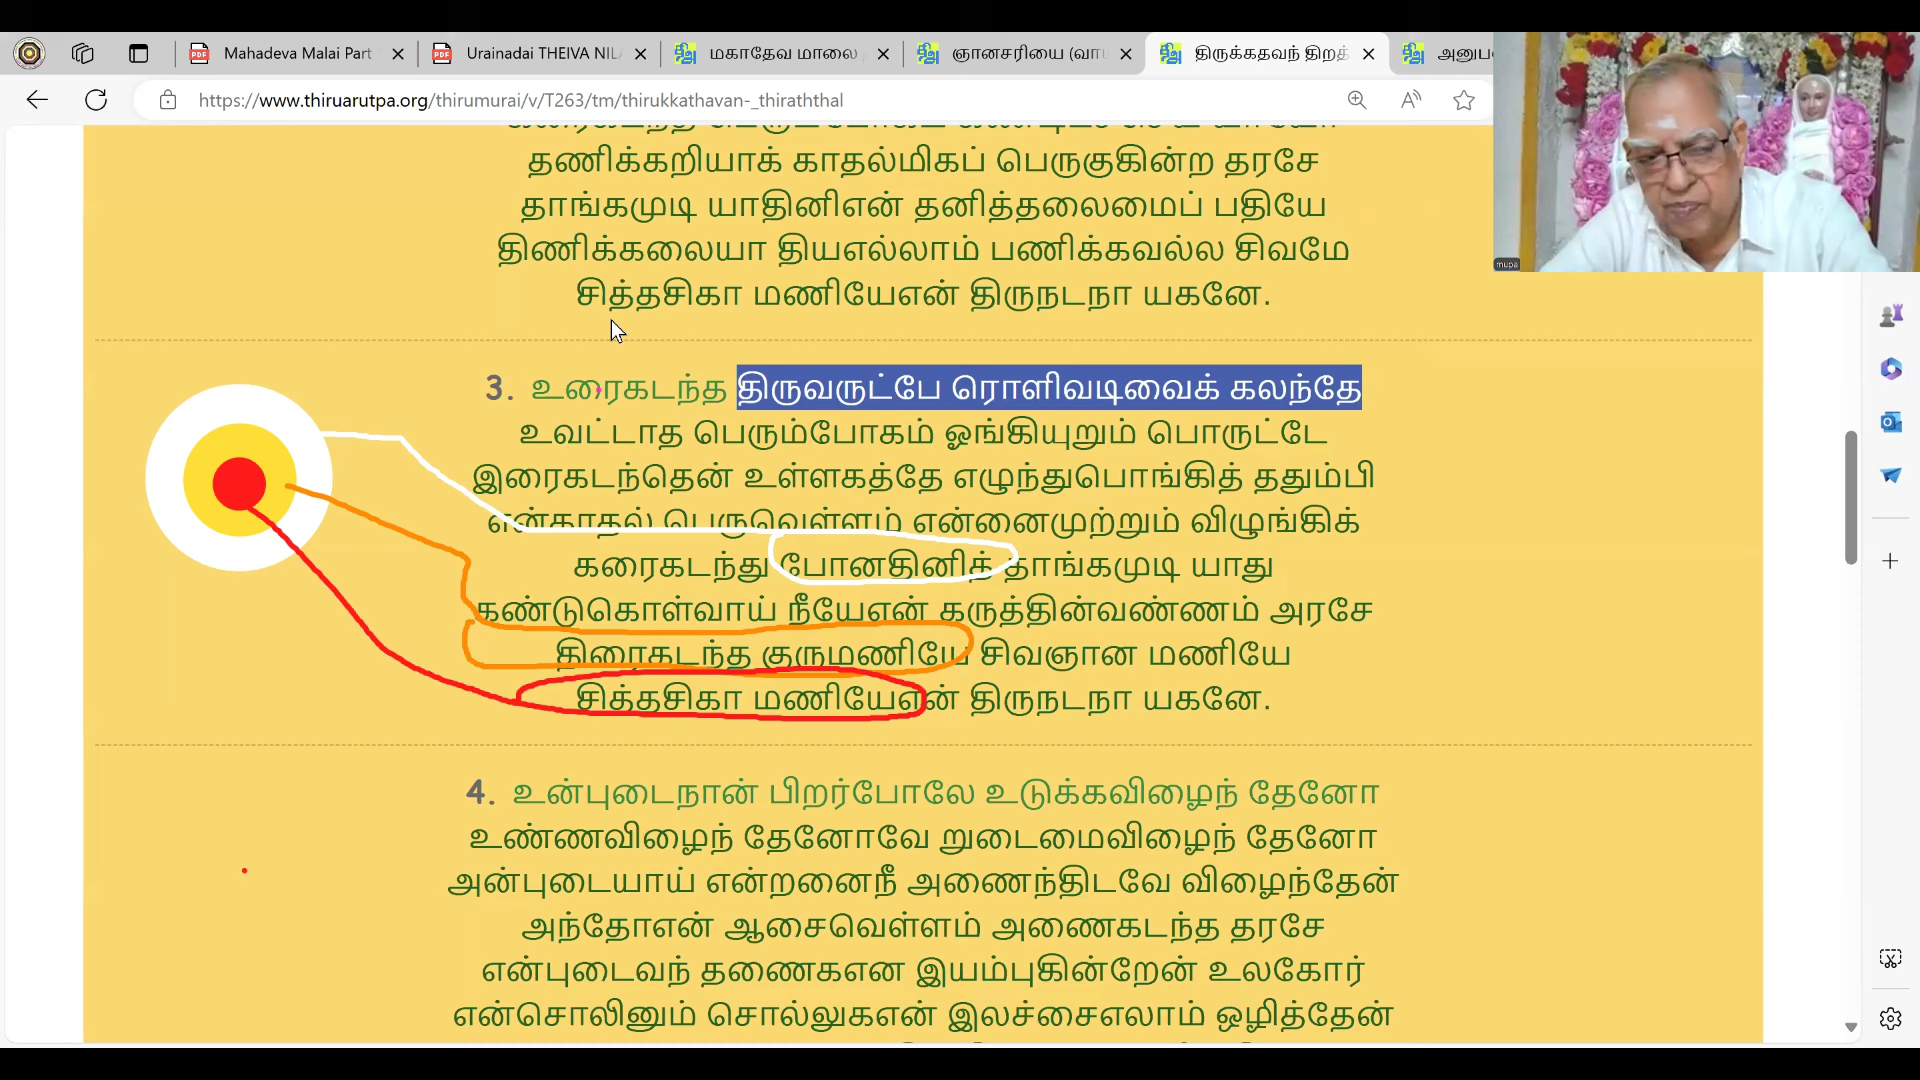 Mahadeva Malai Part
Urainadai THEIVA NIL
மகாதேவ மாலை
ஞானசரியை (வா
திருக்கதவந் திறத்
அனுப
https://www.thiruarutpa.org/thirumurai/v/T263/tm/thirukkathavan-_thiraththal
mupa
தணிக்கறியாக் காதல்மிகப் பெருகுகின்ற தரசே
தாங்கமுடி யாதினிஎன் தனித்தலைமைப் பதியே
திணிக்கலையா தியஎல்லாம் பணிக்கவல்ல சிவமே
சித்தசிகா மணியேஎன் திருநடநா யகனே.
3. உரைகடந்த திருவருட்பே ரொளிவடிவைக் கலந்தே
உவட்டாத பெரும்போகம் ஓங்கியுறும் பொருட்டே
இரைகடந்தென் உள்ளகத்தே எழுந்துபொங்கித் ததும்பி
என்காதல் பெருவெள்ளம் என்னைமுற்றும் விழுங்கிக்
கரைகடந்து போனதினித் தாங்கமுடி யாது
கண்டுகொள்வாய் நீயேஎன் கருத்தின்வண்ணம் அரசே
திரைகடந்த குருமணியே சிவஞான மணியே
சித்தசிகா மணியேஎன் திருநடநா யகனே.
4. உன்புடைநான் பிறர்போலே உடுக்கவிழைந் தேனோ
உண்ணவிழைந் தேனோவே றுடைமைவிழைந் தேனோ
அன்புடையாய் என்றனைநீ அணைந்திடவே விழைந்தேன்
அந்தோஎன் ஆசைவெள்ளம் அணைகடந்த தரசே
என்புடைவந் தணைகஎன இயம்புகின்றேன் உலகோர்
என்சொலினும் சொல்லுகஎன் இலச்சைஎலாம் ஒழித்தேன்